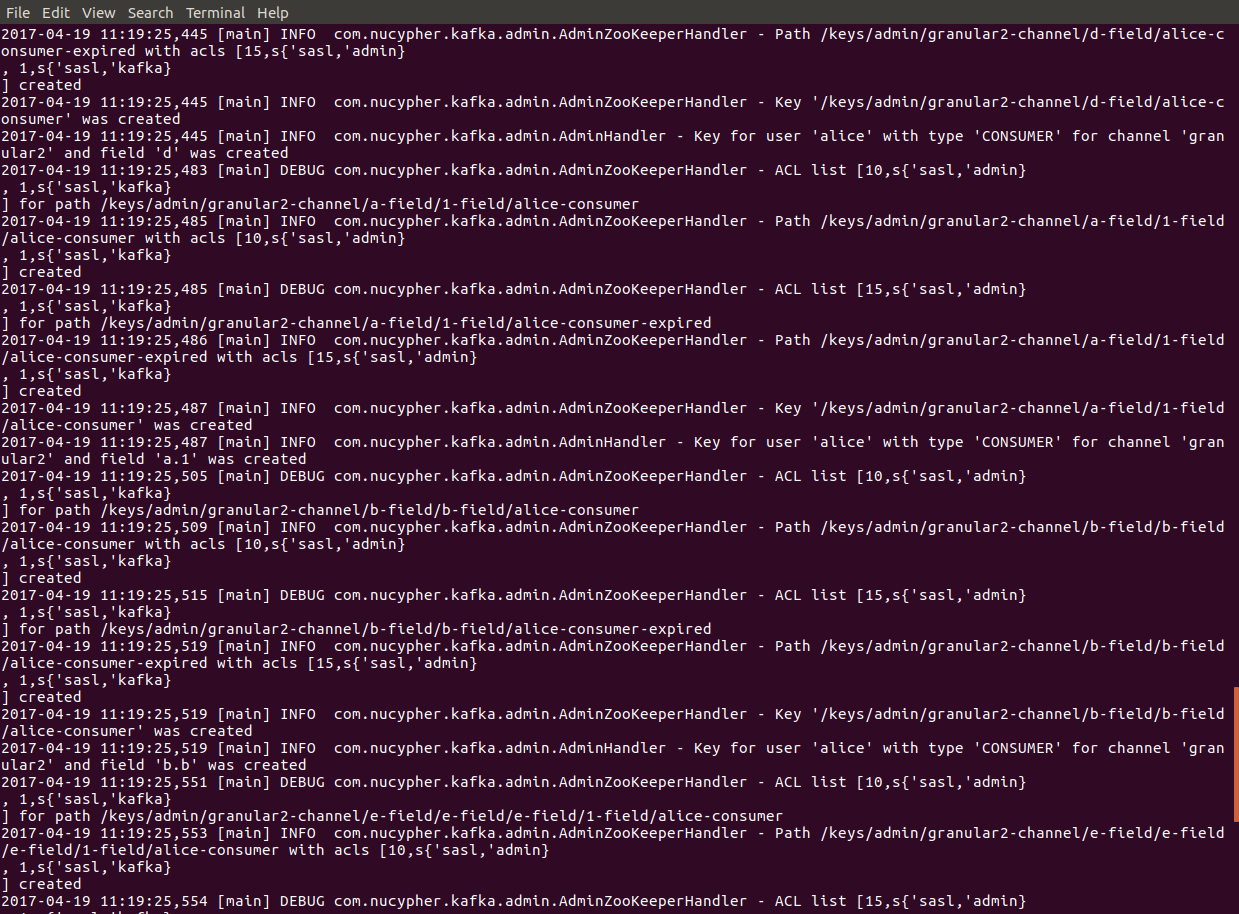 File Edit View Search Terminal Help
2017-04-19 11:19:25,445 [main] INFO  com.nucypher.kafka.admin.AdminZooKeeperHandler - Path /keys/admin/granular2-channel/d-field/alice-c
onsumer-expired with acls [15,s{'sasl,'admin}
, 1,s{'sasl,'kafka}
] created
2017-04-19 11:19:25,445 [main] INFO  com.nucypher.kafka.admin.AdminZooKeeperHandler - Key '/keys/admin/granular2-channel/d-field/alice-c
onsumer' was created
2017-04-19 11:19:25,445 [main] INFO  com.nucypher.kafka.admin.AdminHandler - Key for user 'alice' with type 'CONSUMER' for channel 'gran
ular2' and field 'd' was created
2017-04-19 11:19:25,483 [main] DEBUG com.nucypher.kafka.admin.AdminZooKeeperHandler - ACL list [10,s{'sasl,'admin}
, 1,s{'sasl,'kafka}
] for path /keys/admin/granular2-channel/a-field/1-field/alice-consumer
2017-04-19 11:19:25,485 [main] INFO  com.nucypher.kafka.admin.AdminZooKeeperHandler - Path /keys/admin/granular2-channel/a-field/1-field
/alice-consumer with acls [10,s{'sasl,'admin}
, 1,s{'sasl,'kafka}
] created
2017-04-19 11:19:25,485 [main] DEBUG com.nucypher.kafka.admin.AdminZooKeeperHandler - ACL list [15,s{'sasl,'admin}
, 1,s{'sasl,'kafka}
] for path /keys/admin/granular2-channel/a-field/1-field/alice-consumer-expired
2017-04-19 11:19:25,486 [main] INFO  com.nucypher.kafka.admin.AdminZooKeeperHandler - Path /keys/admin/granular2-channel/a-field/1-field
/alice-consumer-expired with acls [15,s{'sasl,'admin}
, 1,s{'sasl,'kafka}
] created
2017-04-19 11:19:25,487 [main] INFO  com.nucypher.kafka.admin.AdminZooKeeperHandler - Key '/keys/admin/granular2-channel/a-field/1-field
/alice-consumer' was created
2017-04-19 11:19:25,487 [main] INFO  com.nucypher.kafka.admin.AdminHandler - Key for user 'alice' with type 'CONSUMER' for channel 'gran
ular2' and field 'a.1' was created
2017-04-19 11:19:25,505 [main] DEBUG com.nucypher.kafka.admin.AdminZooKeeperHandler - ACL list [10,s{'sasl,'admin}
, 1,s{'sasl,'kafka}
] for path /keys/admin/granular2-channel/b-field/b-field/alice-consumer
2017-04-19 11:19:25,509 [main] INFO  com.nucypher.kafka.admin.AdminZooKeeperHandler - Path /keys/admin/granular2-channel/b-field/b-field
/alice-consumer with acls [10,s{'sasl,'admin}
, 1,s{'sasl,'kafka}
] created
2017-04-19 11:19:25,515 [main] DEBUG com.nucypher.kafka.admin.AdminZooKeeperHandler - ACL list [15,s{'sasl,'admin}
, 1,s{'sasl,'kafka}
] for path /keys/admin/granular2-channel/b-field/b-field/alice-consumer-expired
2017-04-19 11:19:25,519 [main] INFO  com.nucypher.kafka.admin.AdminZooKeeperHandler - Path /keys/admin/granular2-channel/b-field/b-field
/alice-consumer-expired with acls [15,s{'sasl,'admin}
, 1,s{'sasl,'kafka}
] created
2017-04-19 11:19:25,519 [main] INFO  com.nucypher.kafka.admin.AdminZooKeeperHandler - Key '/keys/admin/granular2-channel/b-field/b-field
/alice-consumer' was created
2017-04-19 11:19:25,519 [main] INFO  com.nucypher.kafka.admin.AdminHandler - Key for user 'alice' with type 'CONSUMER' for channel 'gran
ular2' and field 'b.b' was created
2017-04-19 11:19:25,551 [main] DEBUG com.nucypher.kafka.admin.AdminZooKeeperHandler - ACL list [10,s{'sasl,'admin}
, 1,s{'sasl,'kafka}
] for path /keys/admin/granular2-channel/e-field/e-field/e-field/1-field/alice-consumer
2017-04-19 11:19:25,553 [main] INFO  com.nucypher.kafka.admin.AdminZooKeeperHandler - Path /keys/admin/granular2-channel/e-field/e-field
/e-field/1-field/alice-consumer with acls [10,s{'sasl,'admin}
, 1,s{'sasl,'kafka}
] created
2017-04-19 11:19:25,554 [main] DEBUG com.nucypher.kafka.admin.AdminZooKeeperHandler - ACL list [15,s{'sasl,'admin}